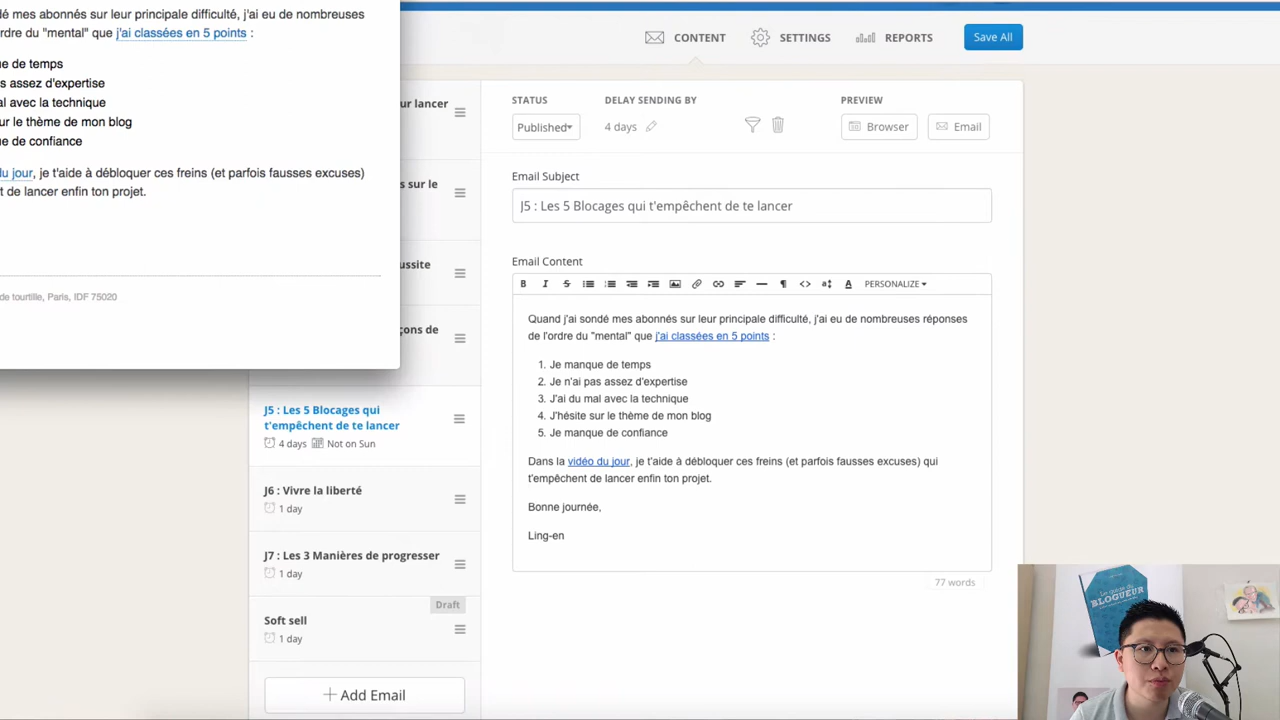 dé mes abonnés sur leur principale difficulté, j'ai eu de nombreuses
ordre du "mental" que j'ai classées en 5 points :
ue de temps
s assez d'expertise
al avec la technique
ur le thème de mon blog
ue de confiance
du jour, je t'aide à débloquer ces freins (et parfois fausses excuses)
t de lancer enfin ton projet.
de tourtille, Paris, IDF 75020
CONTENT
SETTINGS
REPORTS
Save All
ur lancer
s sur le
ussite
çons de
J5 : Les 5 Blocages qui
t'empêchent de te lancer
4 days Not on Sun
J6 : Vivre la liberté
1 day
J7 : Les 3 Manières de progresser
1 day
Draft
Soft sell
1 day
+ Add Email
STATUS
DELAY SENDING BY
PREVIEW
Published
4 days
Browser
Email
Email Subject
J5 : Les 5 Blocages qui t'empêchent de te lancer
Email Content
PERSONALIZE
Quand j'ai sondé mes abonnés sur leur principale difficulté, j'ai eu de nombreuses réponses
de l'ordre du "mental" que j'ai classées en 5 points :
1. Je manque de temps
2. Je n'ai pas assez d'expertise
3. J'ai du mal avec la technique
4. J'hésite sur le thème de mon blog
5. Je manque de confiance
Dans la vidéo du jour, je t'aide à débloquer ces freins (et parfois fausses excuses) qui
t'empêchent de lancer enfin ton projet.
Bonne journée,
Ling-en
77 words
Le guide du
BLOGUEUR